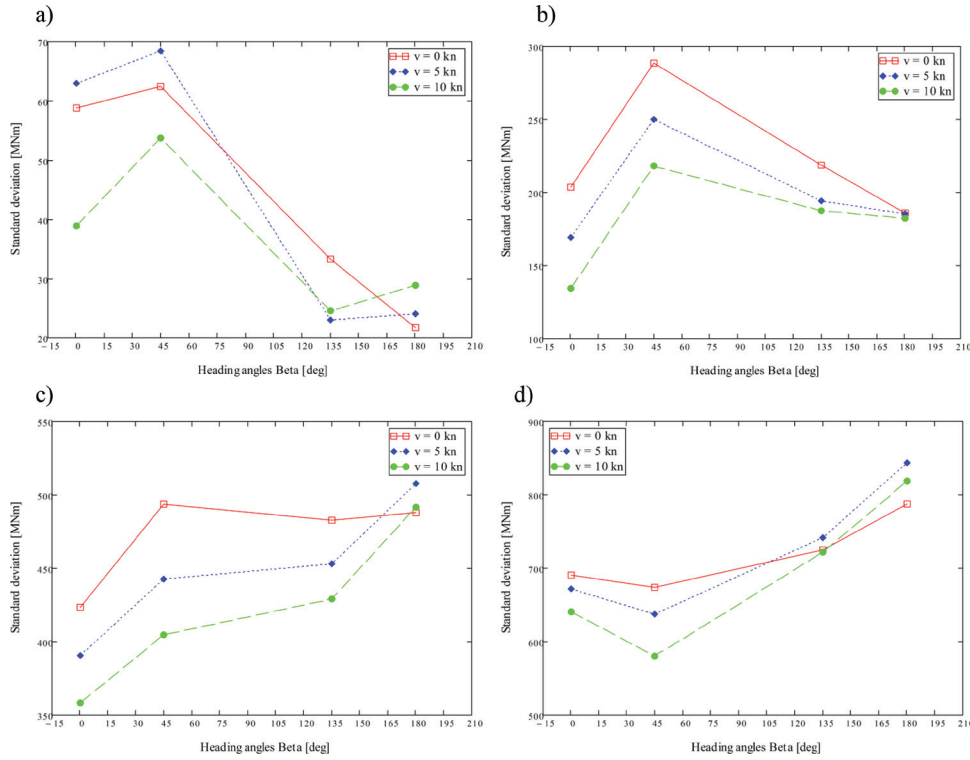 a)
70
60
50
40
30
20
Standard deviation [MNm]
v = 0 kn
v = 5 kn
v = 10 kn
−15 0 15 30 45 60 75 90 105 120 135 150 165 180 195 210
Heading angles Beta [deg]
b)
300
250
200
150
100
Standard deviation [MNm]
v = 0 kn
v = 5 kn
v = 10 kn
−15 0 15 30 45 60 75 90 105 120 135 150 165 180 195 210
Heading angles Beta [deg]
c)
550
500
450
400
350
Standard deviation [MNm]
v = 0 kn
v = 5 kn
v = 10 kn
−15 0 15 30 45 60 75 90 105 120 135 150 165 180 195 210
Heading angles Beta [deg]
d)
900
800
700
600
500
Standard deviation [MNm]
v = 0 kn
v = 5 kn
v = 10 kn
−15 0 15 30 45 60 75 90 105 120 135 150 165 180 195 210
Heading angles Beta [deg]